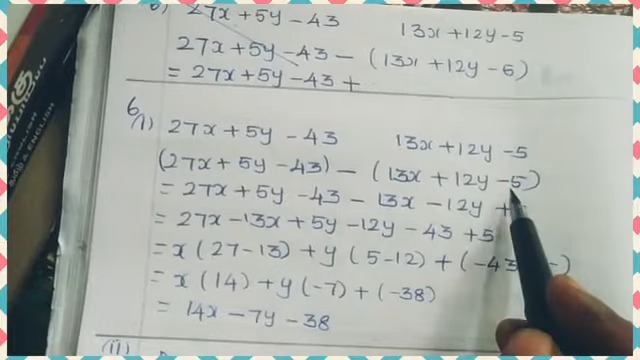 6) 27x + 5y - 43     13x + 12y - 5
27x + 5y - 43 - (13x + 12y - 5)
= 27x + 5y - 43 +
6/i) 27x + 5y - 43     13x + 12y - 5
(27x + 5y - 43) - (13x + 12y - 5)
= 27x + 5y - 43 - 13x - 12y +
= 27x - 13x + 5y - 12y - 43 + 5
= x (27 - 13) + y (5 - 12) + (-43
= x (14) + y (-7) + (-38)
= 14x - 7y - 38
(ii)
& ENGLISH